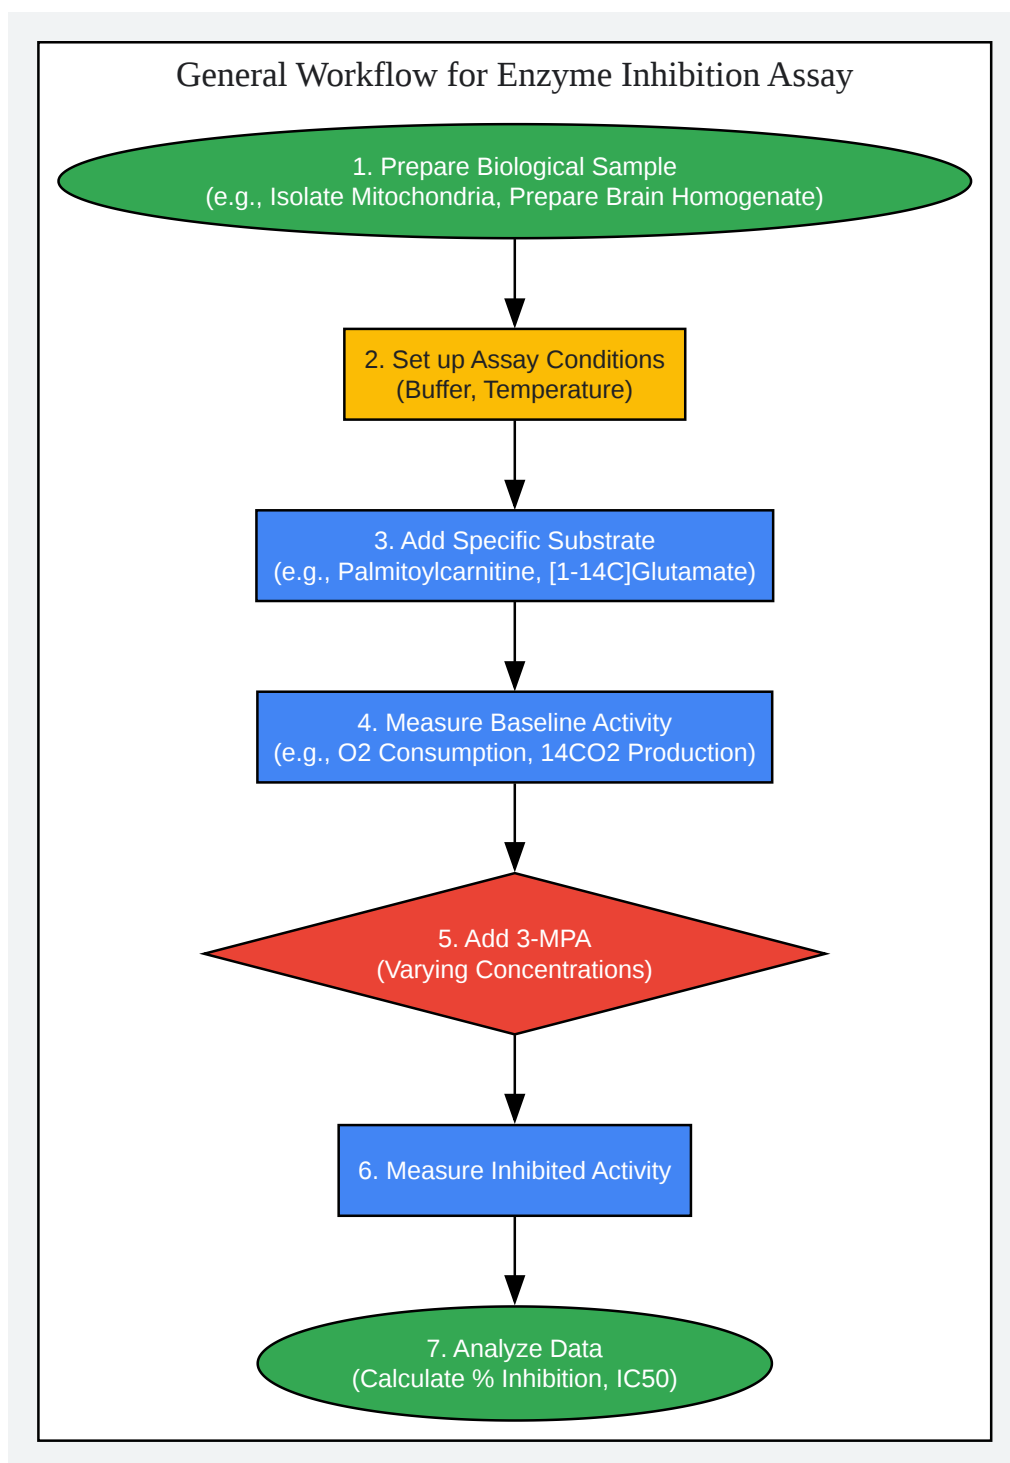 General Workflow for Enzyme Inhibition Assay
1. Prepare Biological Sample
(e.g., Isolate Mitochondria, Prepare Brain Homogenate)
2. Set up Assay Conditions
(Buffer, Temperature)
3. Add Specific Substrate
(e.g., Palmitoylcarnitine, [1-14C]Glutamate)
4. Measure Baseline Activity
(e.g., O2 Consumption, 14CO2 Production)
5. Add 3-MPA
(Varying Concentrations)
6. Measure Inhibited Activity
7. Analyze Data
(Calculate % Inhibition, IC50)